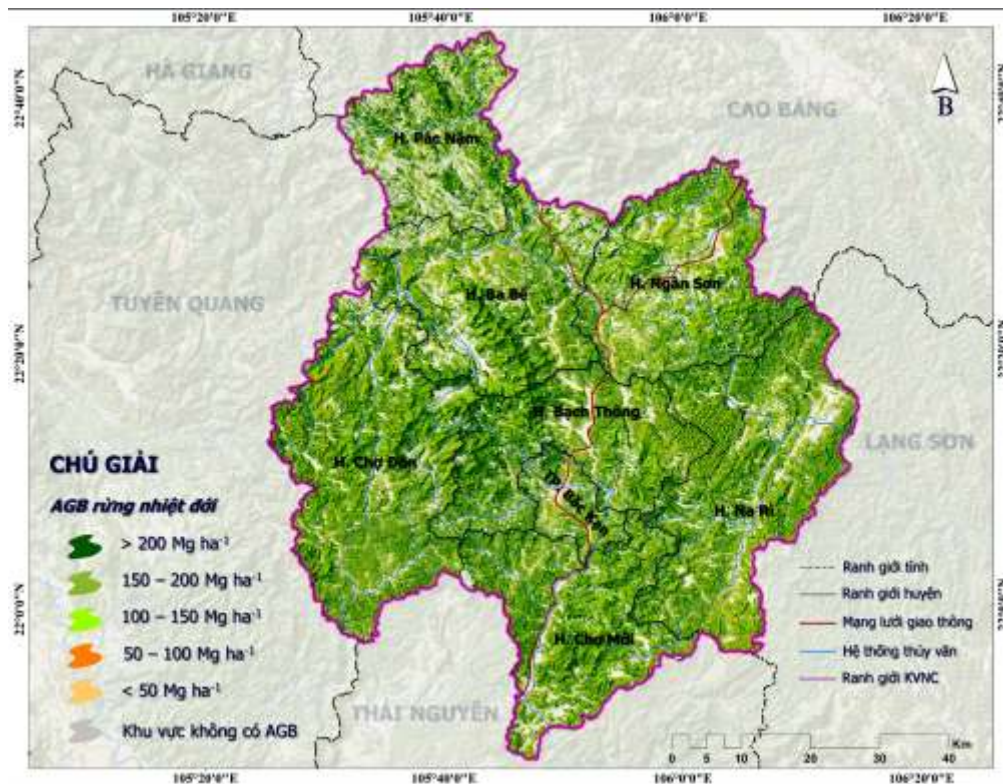 105°20'0"E 105°40'0"E 106°0'0"E 106°20'0"E
22°40'0"N
22°20'0"N
22°0'0"N
HÀ GIANG
CAO BẰNG
B
H. Pác Nặm
TUYÊN QUANG
H. Ba Bể
H. Ngân Sơn
H. Bạch Thông
LẠNG SƠN
H. Chợ Đồn
TP. Bắc Kạn
H. Na Rì
H. Chợ Mới
THÁI NGUYÊN
CHÚ GIẢI
AGB rừng nhiệt đới
> 200 Mg ha⁻¹
150 – 200 Mg ha⁻¹
100 – 150 Mg ha⁻¹
50 – 100 Mg ha⁻¹
< 50 Mg ha⁻¹
Khu vực không có AGB
Ranh giới tỉnh
Ranh giới huyện
Mạng lưới giao thông
Hệ thống thủy văn
Ranh giới KVNC
Km
0 5 10 20 30 40
105°20'0"E 105°40'0"E 106°0'0"E 106°20'0"E